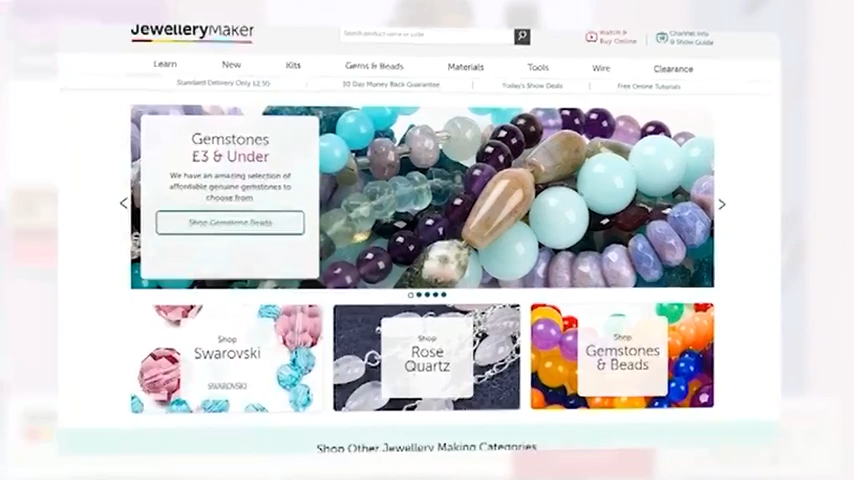 JewelleryMaker
Search product name or code
Watch & Buy Online
Channel Info & Show Guide
Learn New Kits Gems & Beads Materials Tools Wire Clearance
Standard Delivery Only £2.95 30 Day Money Back Guarantee Today's Show Deals Free Online Tutorials
Gemstones
£3 & Under
We have an amazing selection of
affordable genuine gemstones to
choose from
Shop Gemstone Beads
Shop
Swarovski
SWAROVSKI
Shop
Rose
Quartz
Shop
Gemstones
& Beads
Shop Other Jewellery Making Categories